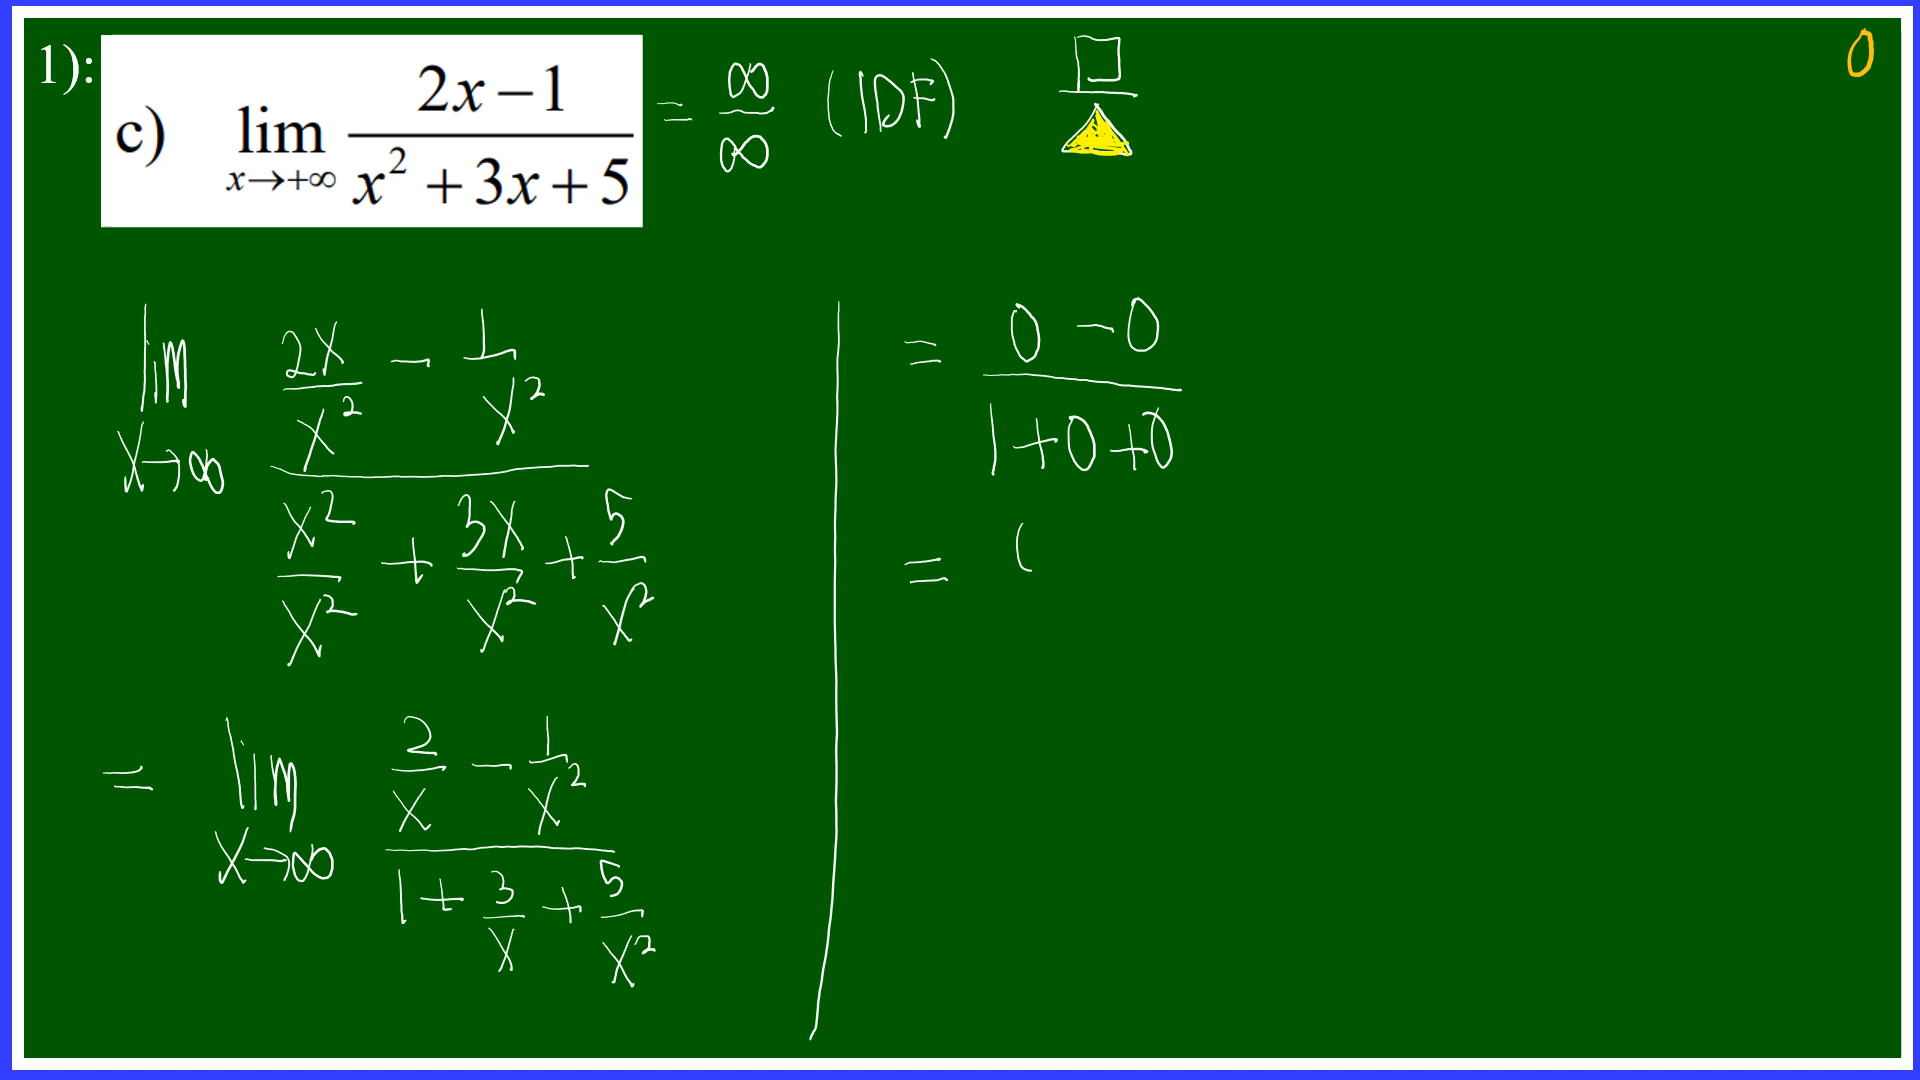 1):
c) lim x→+∞ (2x−1)/(x² + 3x + 5) = ∞/∞ (IDF) □/△
0
lim x→∞ (2x/x² − 1/x²)/(x²/x² + 3x/x² + 5/x²)
= lim x→∞ (2/x − 1/x²)/(1 + 3/x + 5/x²)
= (0 − 0)/(1+0+0)
= (